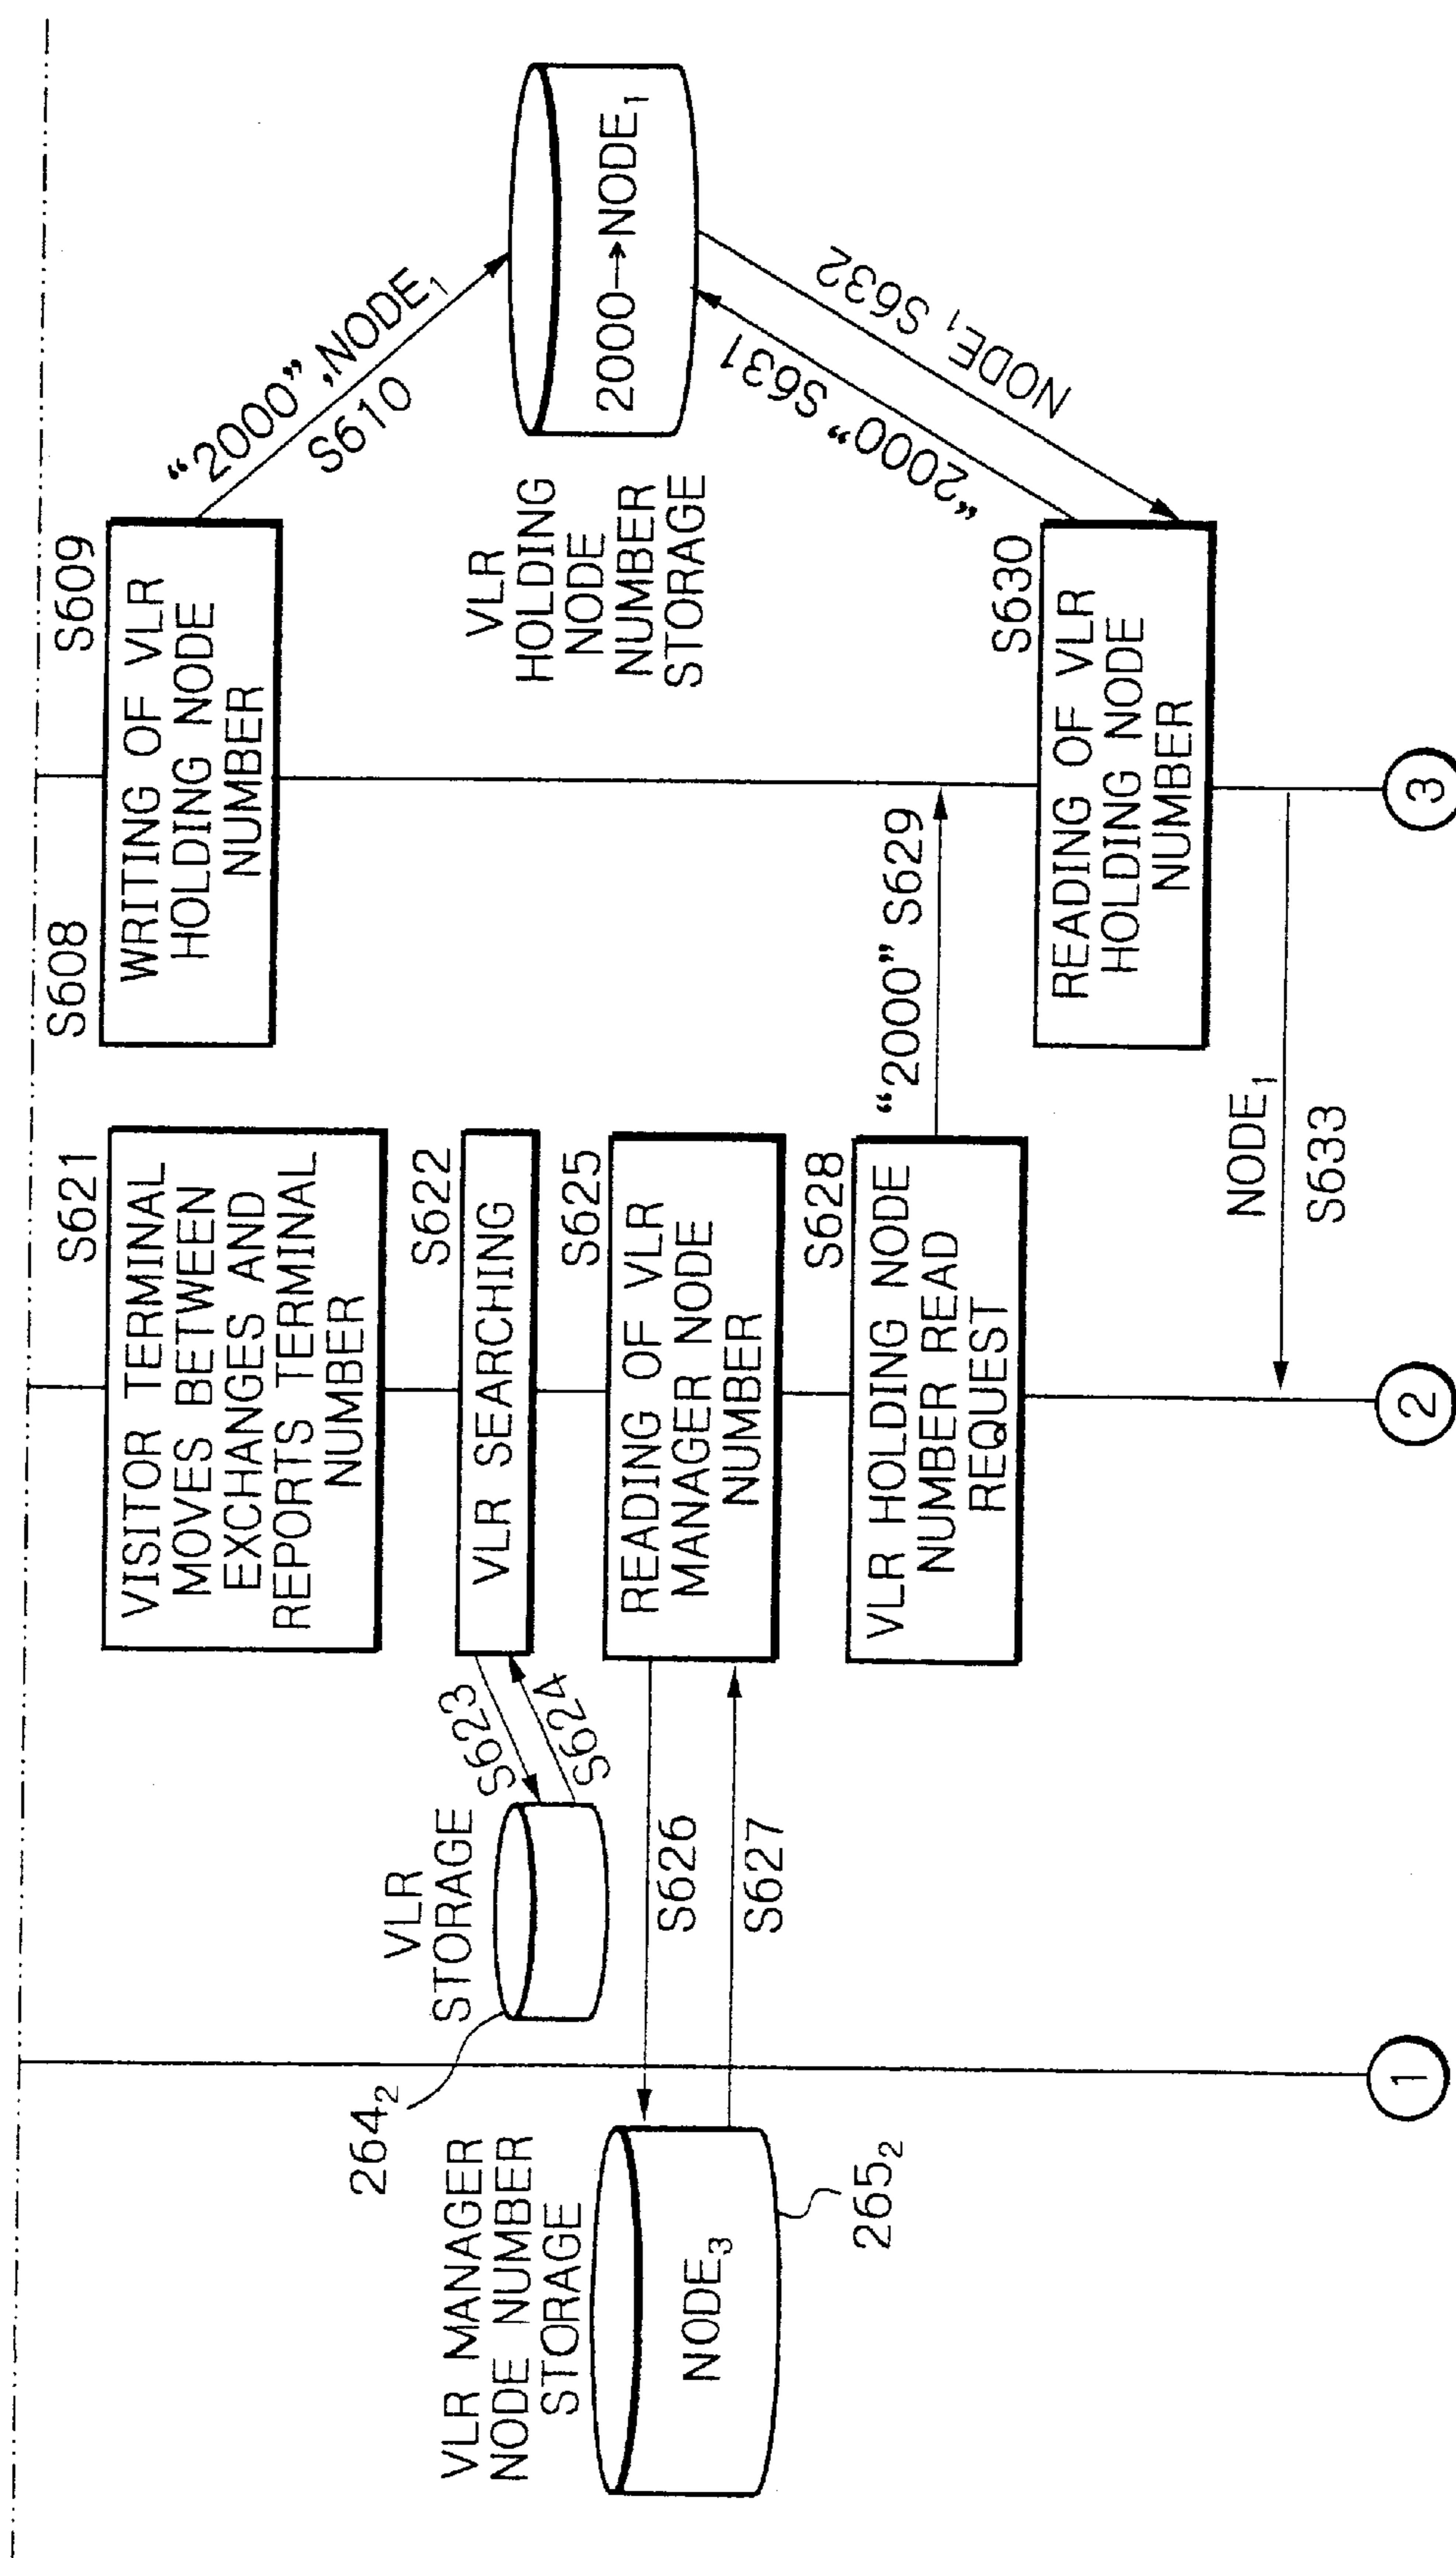 S608
S609
WRITING OF VLR
HOLDING NODE
NUMBER
“2000”,NODE₁
S610
VLR
HOLDING
NODE
NUMBER
STORAGE
2000→NODE₁
S621
VISITOR TERMINAL
MOVES BETWEEN
EXCHANGES AND
REPORTS TERMINAL
NUMBER
S622
VLR SEARCHING
S623
S624
VLR
STORAGE
264₂
S625
READING OF VLR
MANAGER NODE
NUMBER
S626
S627
VLR MANAGER
NODE NUMBER
STORAGE
NODE₃
265₂
S628
VLR HOLDING NODE
NUMBER READ
REQUEST
“2000” S629
S630
READING OF VLR
HOLDING NODE
NUMBER
“2000” S631
NODE₁ S632
NODE₁
S633
1
2
3